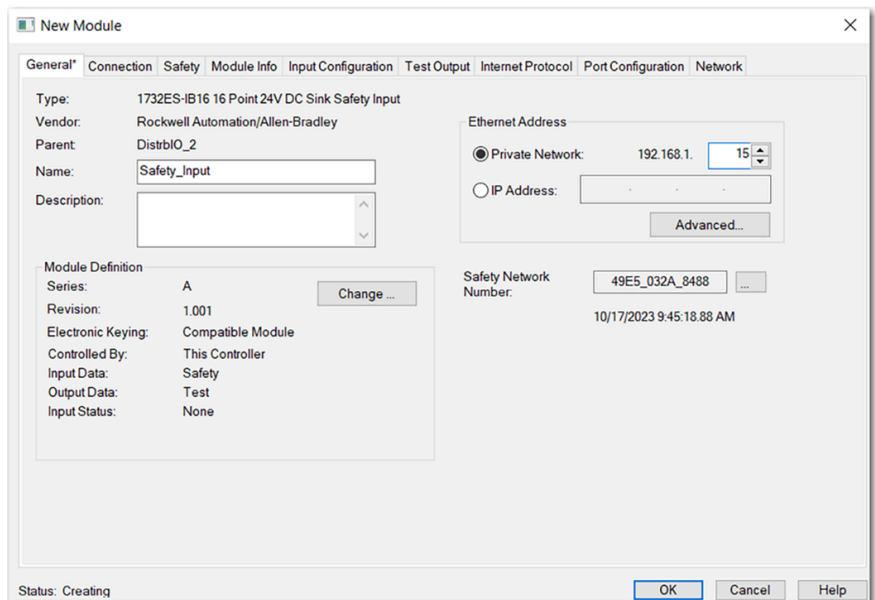 New Module
General* Connection Safety Module Info Input Configuration Test Output Internet Protocol Port Configuration Network
Type: 1732ES-IB16 16 Point 24V DC Sink Safety Input
Vendor: Rockwell Automation/Allen-Bradley
Parent: DistrbIO_2
Name: Safety_Input
Description:
Ethernet Address
Private Network: 192.168.1. 15
IP Address: . . .
Advanced...
Module Definition
Series: A
Change ...
Revision: 1.001
Electronic Keying: Compatible Module
Controlled By: This Controller
Input Data: Safety
Output Data: Test
Input Status: None
Safety Network
Number: 49E5_032A_8488 ...
10/17/2023 9:45:18.88 AM
Status: Creating
OK Cancel Help